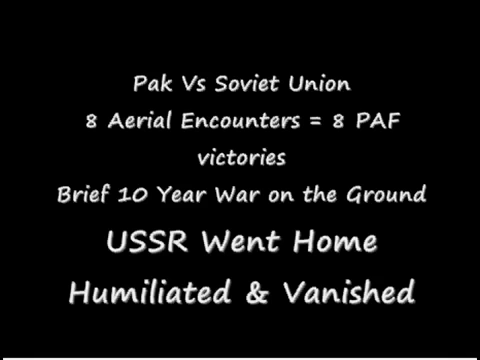 Pak Vs Soviet Union
8 Aerial Encounters = 8 PAF
victories
Brief 10 Year War on the Ground
USSR Went Home
Humiliated & Vanished